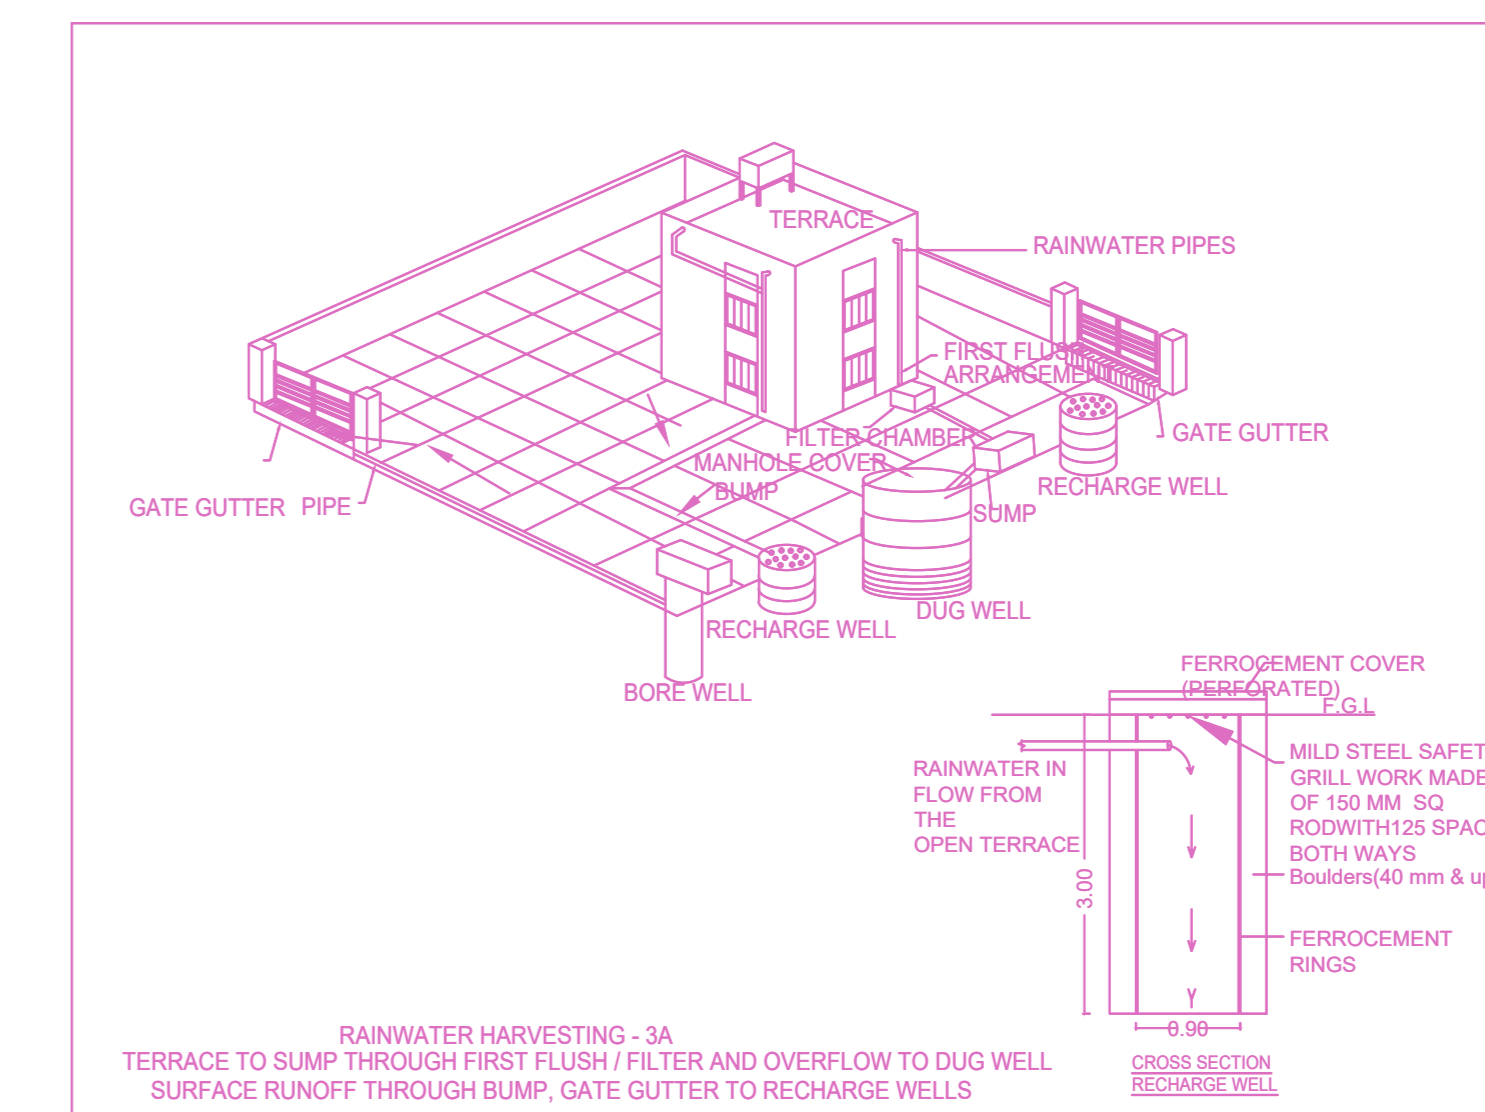 TERRACE
RAINWATER PIPES
FIRST FLUSH
ARRANGEMEN
GATE GUTTER
FILTER CHAMBER
MANHOLE COVER
BUMP
RECHARGE WELL
SUMP
GATE GUTTER PIPE
DUG WELL
RECHARGE WELL
BORE WELL
FERROCEMENT COVER
(PERFORATED)
F.G.L
RAINWATER IN
FLOW FROM
THE
OPEN TERRACE
MILD STEEL SAFET
GRILL WORK MADE
OF 150 MM SQ
RODWITH125 SPAC
BOTH WAYS
Boulders(40 mm & up
3.00
FERROCEMENT
RINGS
0.90
CROSS SECTION
RECHARGE WELL
RAINWATER HARVESTING - 3A
TERRACE TO SUMP THROUGH FIRST FLUSH / FILTER AND OVERFLOW TO DUG WELL
SURFACE RUNOFF THROUGH BUMP, GATE GUTTER TO RECHARGE WELLS